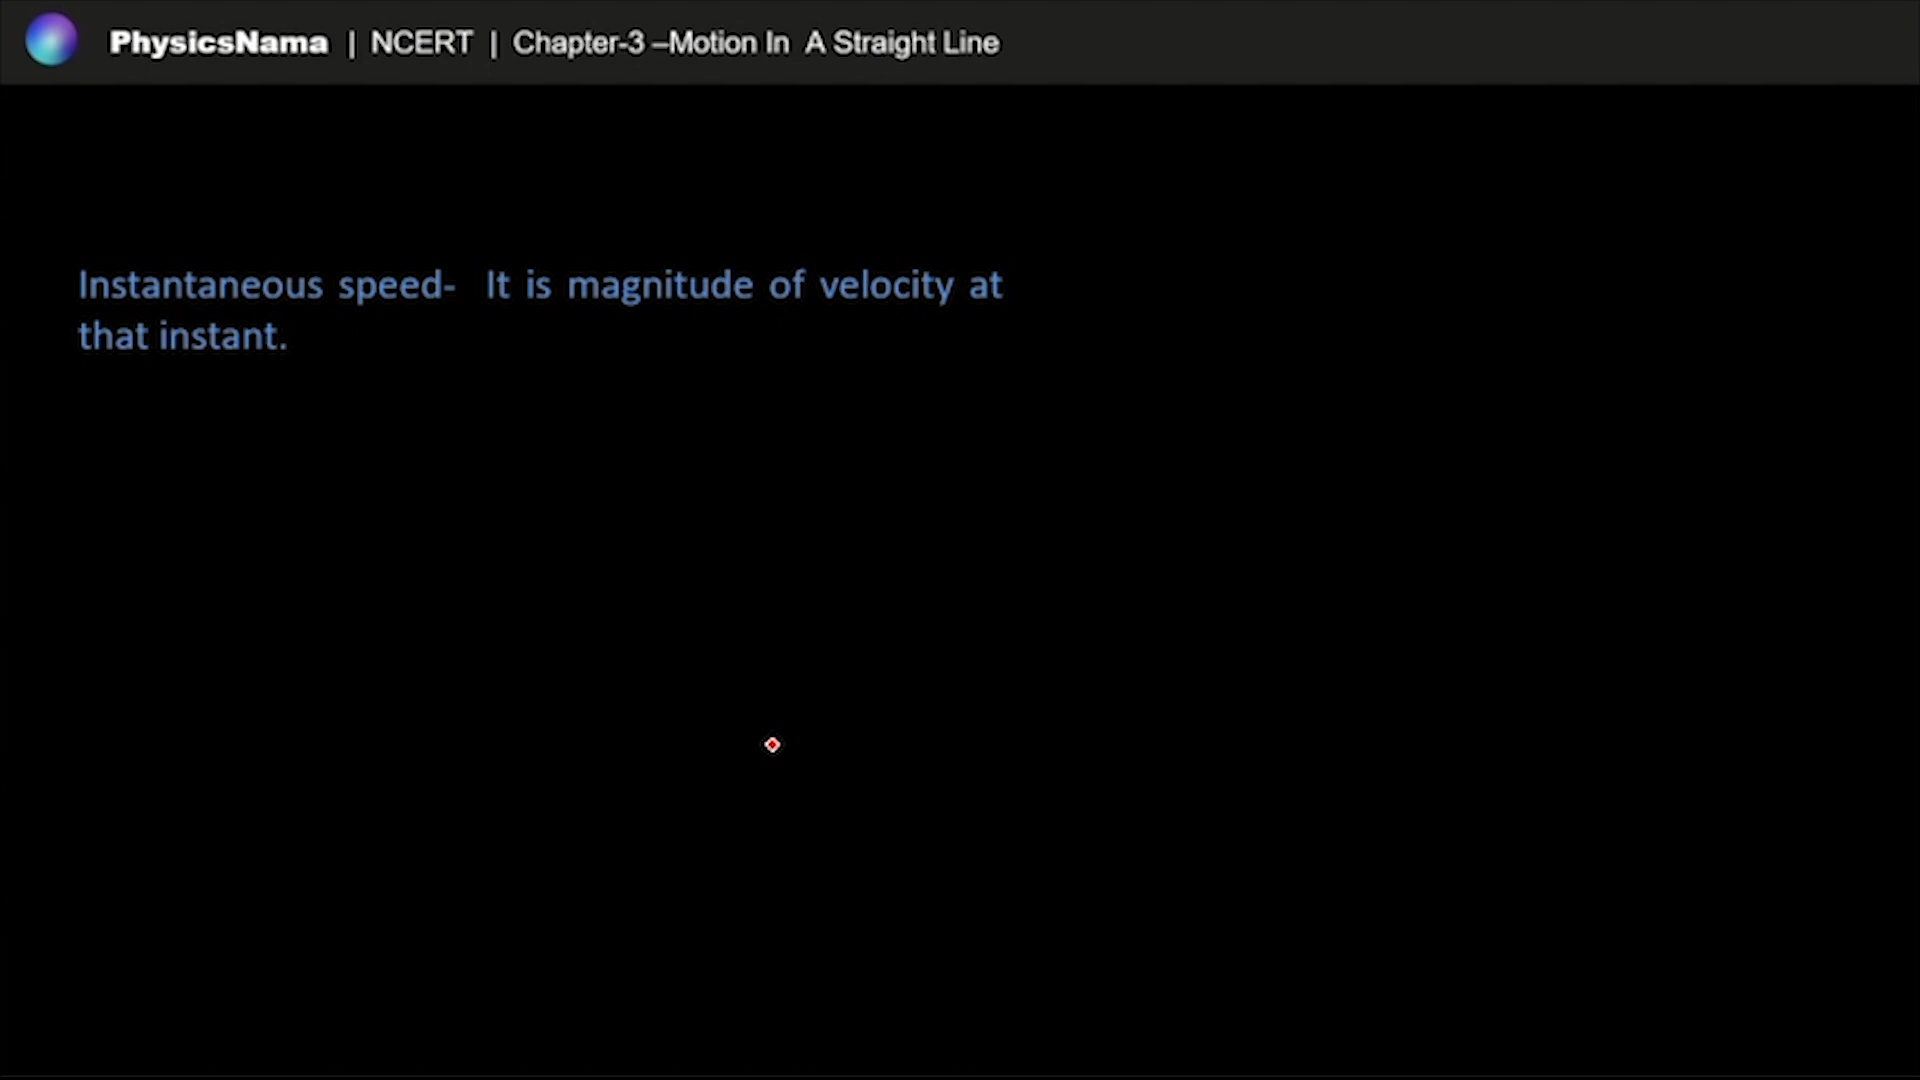 PhysicsNama | NCERT | Chapter-3 –Motion In A Straight Line
Instantaneous speed- It is magnitude of velocity at
that instant.